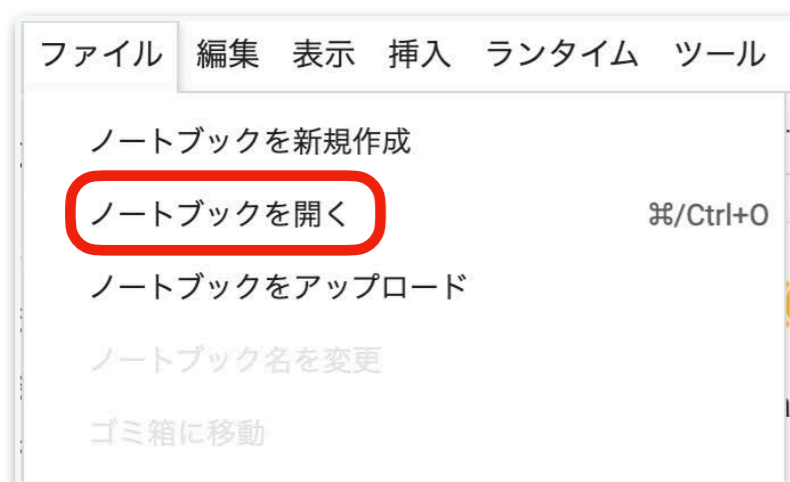 ファイル 編集 表示 挿入 ランタイム ツール
ノートブックを新規作成
ノートブックを開く ⌘/Ctrl+O
ノートブックをアップロード
ノートブック名を変更
ゴミ箱に移動